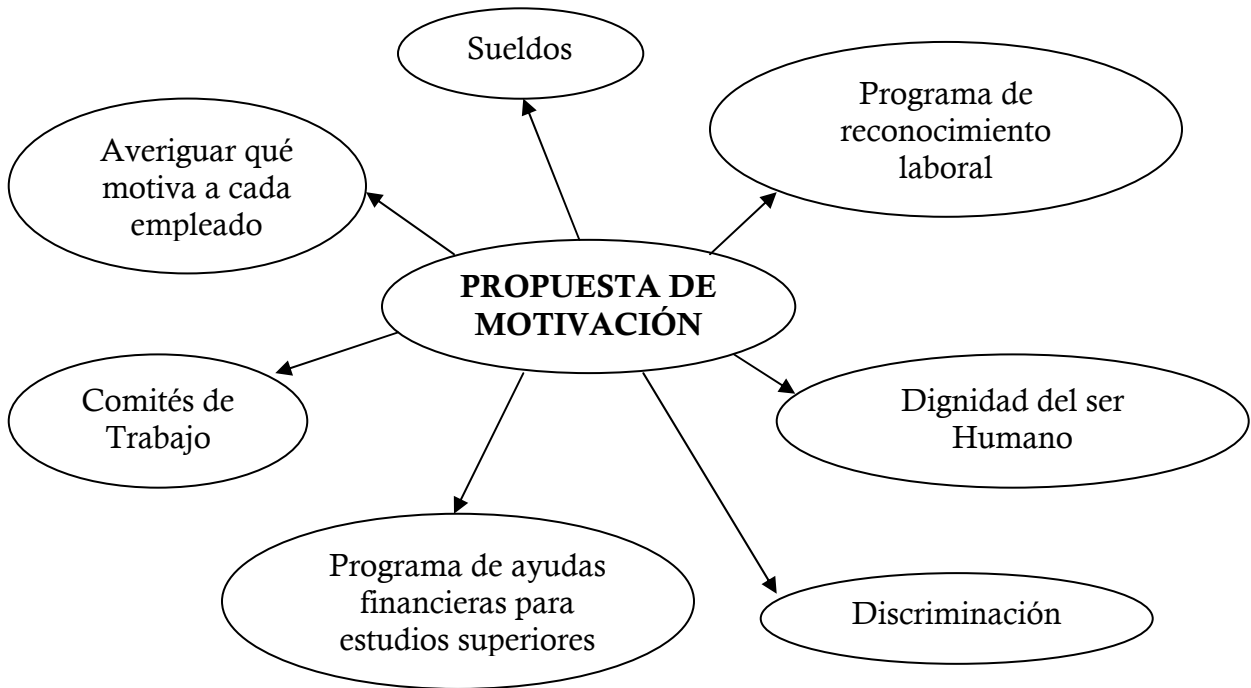 Sueldos
Programa de
reconocimiento
laboral
Averiguar qué
motiva a cada
empleado
PROPUESTA DE
MOTIVACIÓN
Comités de
Trabajo
Dignidad del ser
Humano
Programa de ayudas
financieras para
estudios superiores
Discriminación